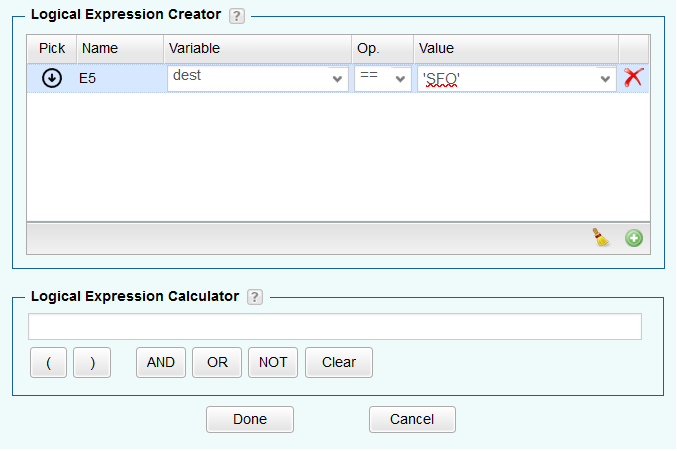 Logical Expression Creator ?
Pick Name Variable Op. Value
E5 dest == 'SFO'
Logical Expression Calculator ?
( ) AND OR NOT Clear
Done Cancel